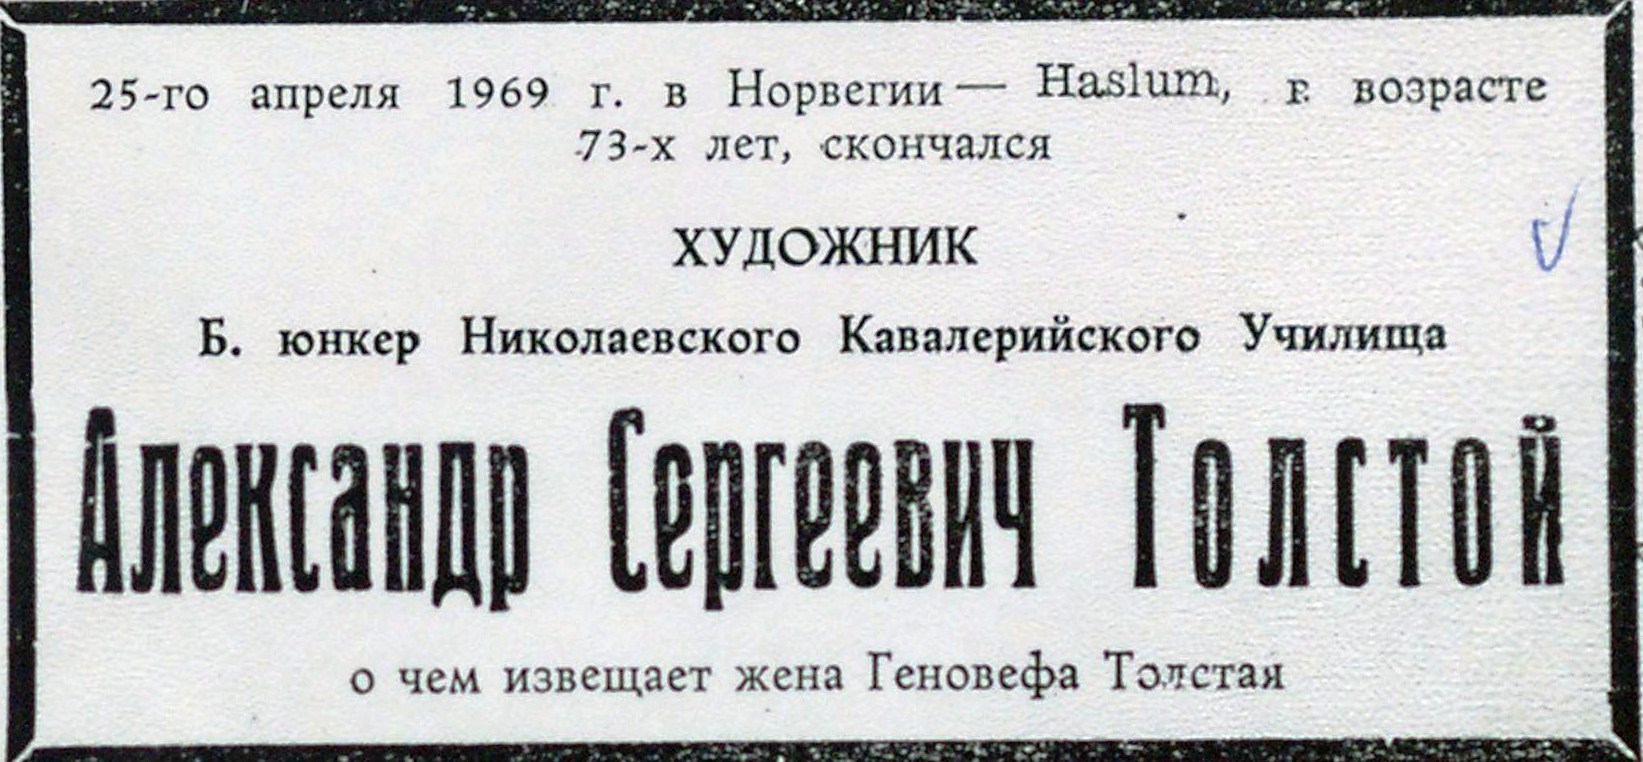 25-го апреля 1969 г. в Норвегии — Haslum, в возрасте
73-х лет, скончался
ХУДОЖНИК
Б. юнкер Николаевского Кавалерийского Училища
Александр Сергеевич Толстой
о чем извещает жена Геновефа Толстая